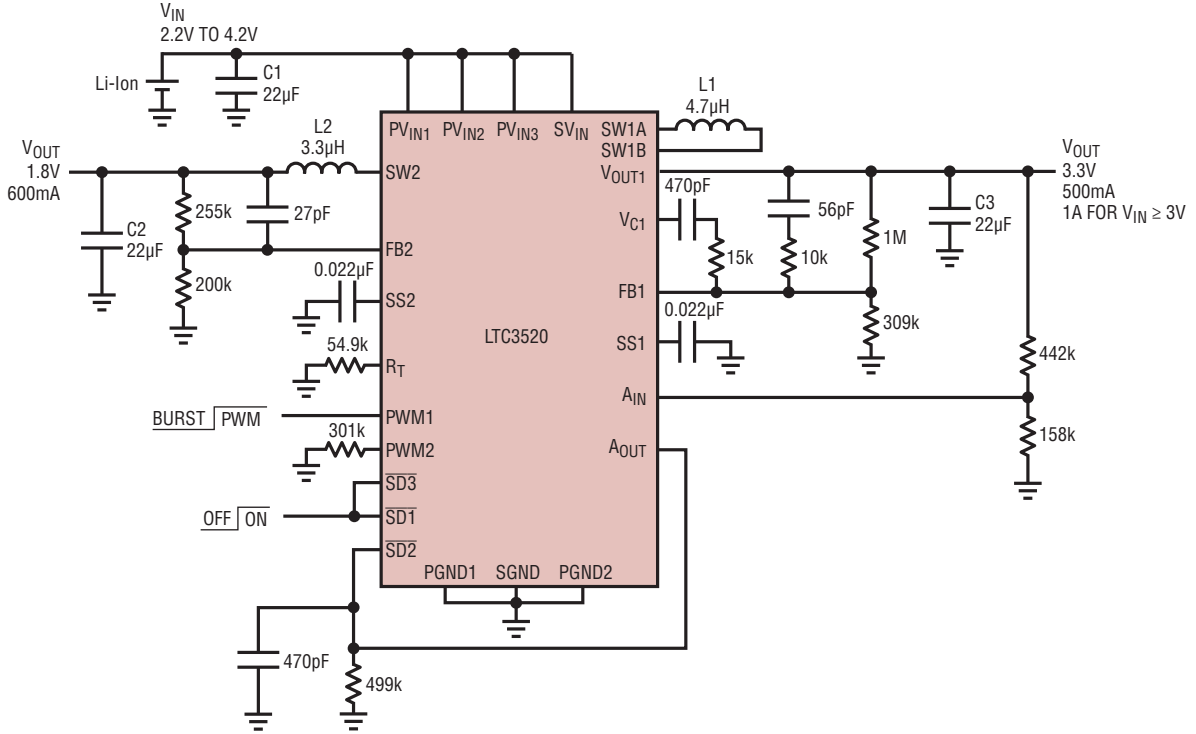 VIN
2.2V TO 4.2V
Li-Ion
C1
22µF
L1
4.7µH
L2
3.3µH
PVIN1 PVIN2 PVIN3 SVIN
SW1A
SW1B
VOUT
1.8V
600mA
SW2
VOUT1
VOUT
3.3V
500mA
1A FOR VIN ≥ 3V
255k
27pF
470pF
VC1
56pF
C3
22µF
C2
22µF
15k
10k
1M
FB2
200k
0.022µF
SS2
FB1
0.022µF
309k
LTC3520
SS1
54.9k
RT
442k
AIN
BURST PWM
PWM1
301k
PWM2
AOUT
158k
SD3
OFF ON
SD1
SD2
PGND1 SGND PGND2
470pF
499k